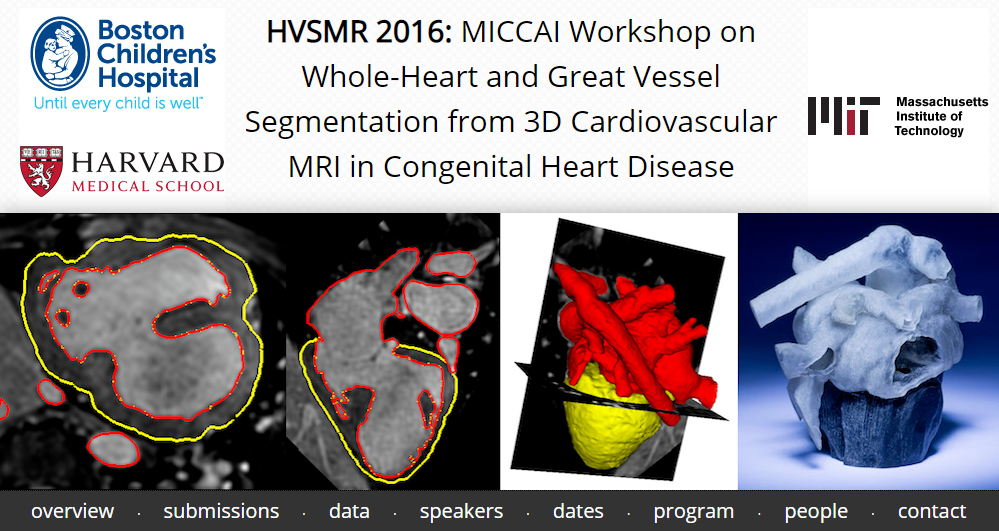 Boston
Children's
Hospital
Until every child is well™
HARVARD
MEDICAL SCHOOL
HVSMR 2016: MICCAI Workshop on
Whole-Heart and Great Vessel
Segmentation from 3D Cardiovascular
MRI in Congenital Heart Disease
MIT
Massachusetts
Institute of
Technology
overview · submissions · data · speakers · dates · program · people · contact